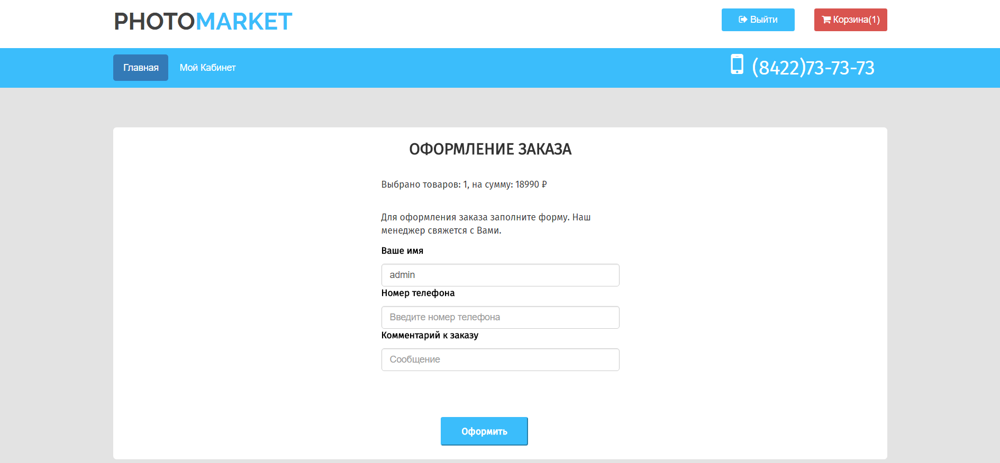 PHOTOMARKET
Выйти
Корзина(1)
Главная
Мой Кабинет
(8422)73-73-73
ОФОРМЛЕНИЕ ЗАКАЗА
Выбрано товаров: 1, на сумму: 18990 ₽
Для оформления заказа заполните форму. Наш
менеджер свяжется с Вами.
Ваше имя
admin
Номер телефона
Введите номер телефона
Комментарий к заказу
Сообщение
Оформить